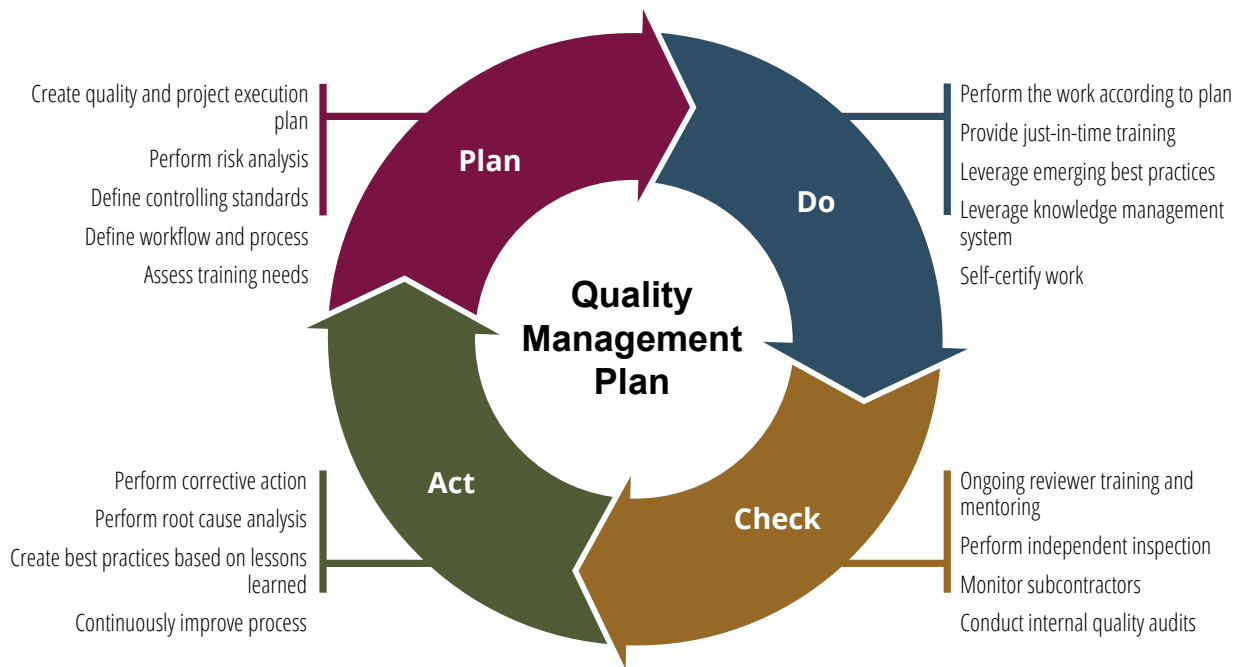 Create quality and project execution
plan
Perform risk analysis
Define controlling standards
Define workflow and process
Assess training needs
Plan
Do
Perform the work according to plan
Provide just-in-time training
Leverage emerging best practices
Leverage knowledge management
system
Self-certify work
Quality
Management
Plan
Perform corrective action
Perform root cause analysis
Create best practices based on lessons
learned
Continuously improve process
Act
Check
Ongoing reviewer training and
mentoring
Perform independent inspection
Monitor subcontractors
Conduct internal quality audits